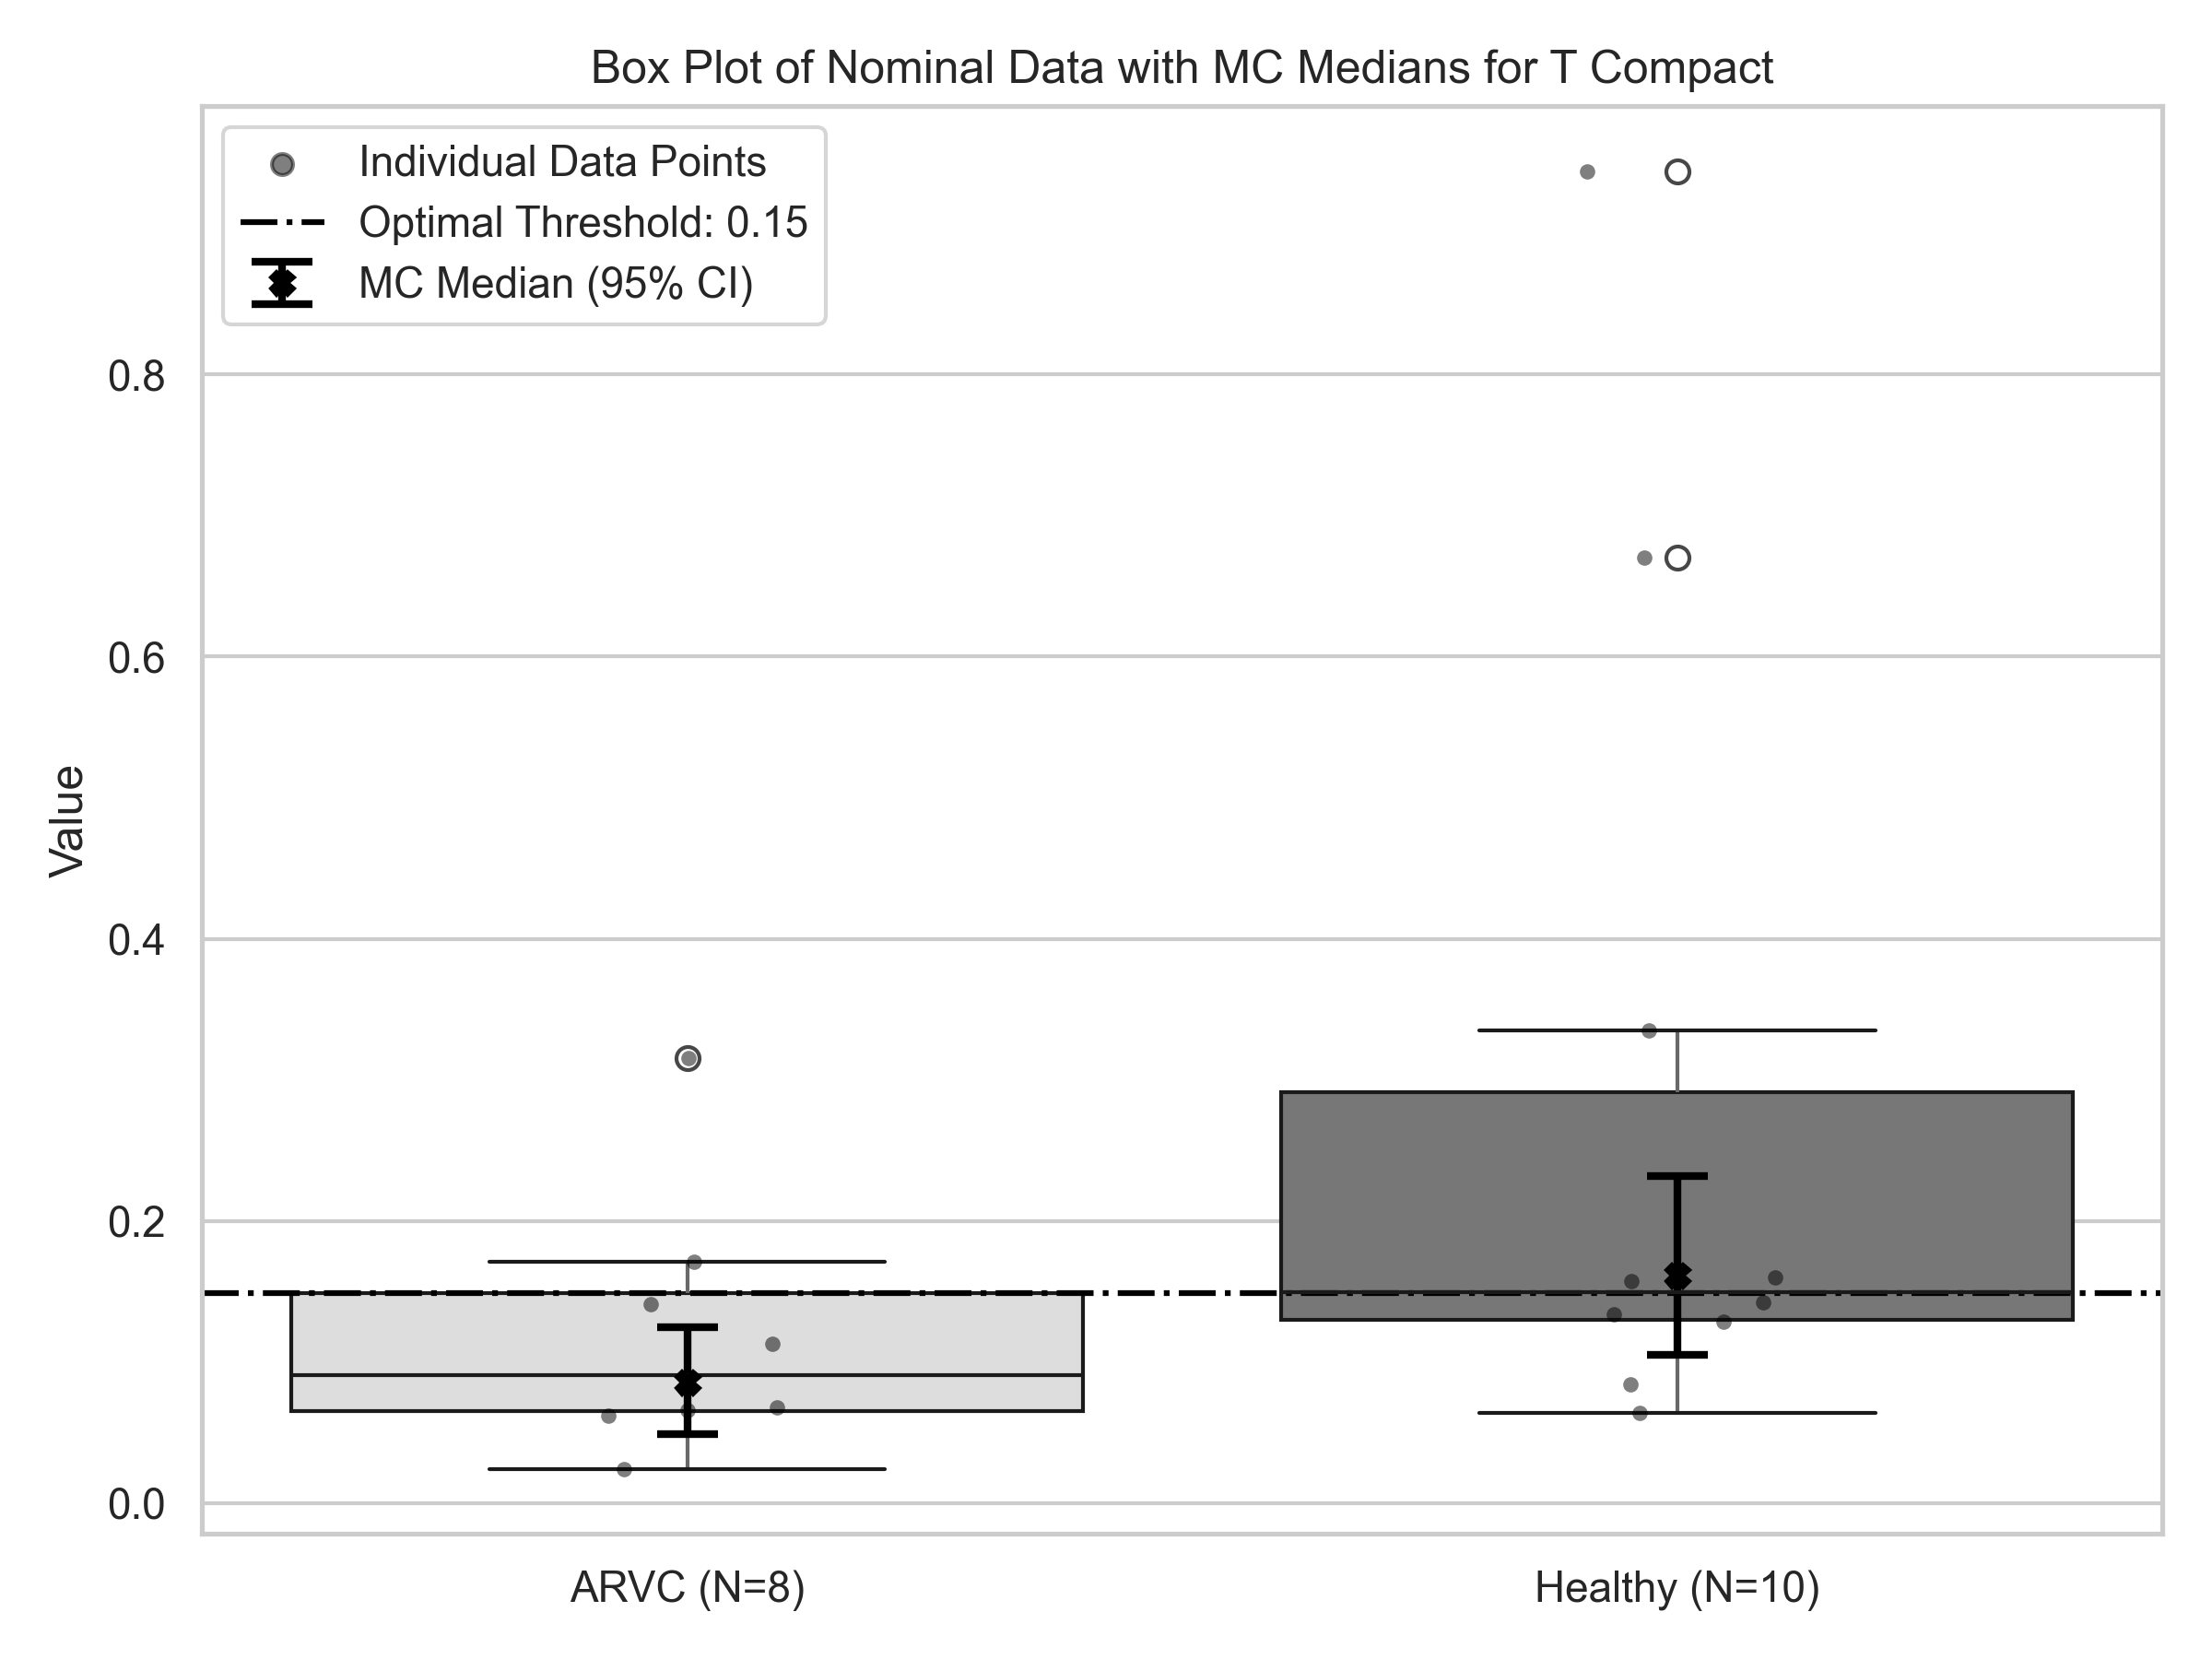 Box Plot of Nominal Data with MC Medians for T Compact
Individual Data Points
Optimal Threshold: 0.15
MC Median (95% CI)
0.8
0.6
0.4
0.2
0.0
Value
ARVC (N=8)
Healthy (N=10)